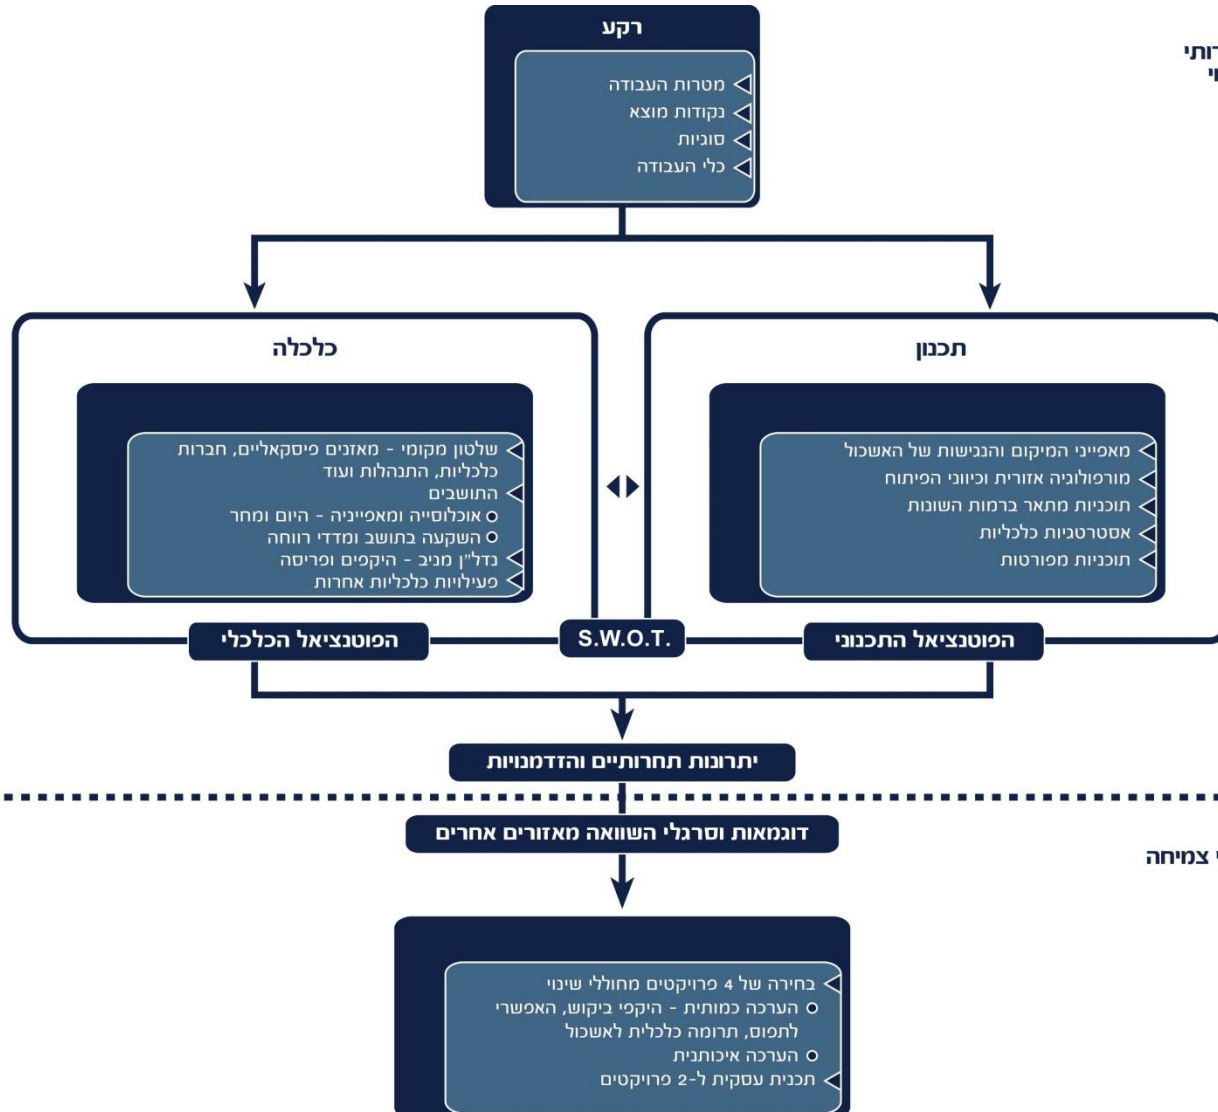 רקע
מטרות העבודה
נקודות מוצא
סוגיות
כלי העבודה
תכנון
מאפייני המיקום והנגישות של האשכול
מורפולוגיה אזורית וכיווני הפיתוח
תוכניות מתאר ברמות השונות
אסטרטגיות כלכליות
תוכניות מפורטות
הפוטנציאל התכנוני
כלכלה
שלטון מקומי - מאזנים פיסקאליים, חברות
כלכליות, התנהלות ועוד
התושבים
אוכלוסייה ומאפייניה - היום ומחר
השקעה בתושב ומדדי רווחה
נדל"ן מניב - היקפים ופריסה
פעילויות כלכליות אחרות
הפוטנציאל הכלכלי
S.W.O.T.
יתרונות תחרותיים והזדמנויות
דוגמאות וסרגלי השוואה מאזורים אחרים
צמיחה
בחירה של 4 פרויקטים מחוללי שינוי
הערכה כמותית - היקפי ביקוש, האפשרי
לתפוס, תרומה כלכלית לאשכול
הערכה איכותנית
תכנית עסקית ל-2 פרויקטים